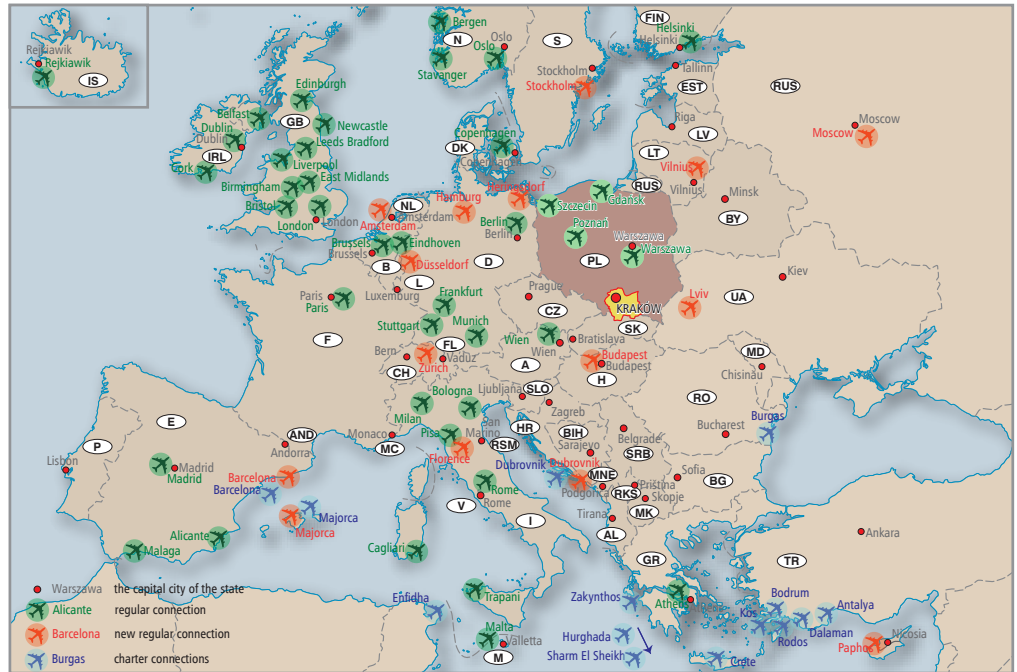 Rejkiawik
Rejkiawik
IS
Bergen
N
Oslo
Oslo
Stavanger
S
FIN
Helsinki
Helsinki
Stockholm
Stockholm
Tallinn
EST
RUS
Edinburgh
Belfast
GB
Newcastle
Dublin
Dublin
Leeds Bradford
IRL
Cork
Liverpool
East Midlands
Birmingham
Bristol
London
London
Copenhagen
DK
Copenhagen
Riga
LV
LT
Moscow
Moscow
Vilnius
Vilnius
RUS
Minsk
BY
NL
Amsterdam
Amsterdam
Hamburg
Szczecin
Gdańsk
Berlin
Berlin
Poznań
Warszawa
Warszawa
PL
Brussels
Brussels
Eindhoven
B
Düsseldorf
D
L
Luxemburg
Paris
Paris
Frankfurt
Prague
CZ
KRAKÓW
Lviv
UA
Kiev
F
Stuttgart
Munich
SK
Wien
Wien
Bratislava
FL
Bern
Zurich
Vaduz
CH
A
Budapest
Budapest
H
MD
Chisinau
Ljubljana
SLO
Bologna
Milan
Zagreb
RO
Bucharest
Burgas
E
P
AND
Andorra
Monaco
MC
Pisa
San
Marino
RSM
Florence
HR
BIH
Belgrade
Sarajevo
SRB
Lisbon
Madrid
Madrid
Barcelona
Barcelona
Dubrovnik
Dubrovnik
MNE
Podgorica
Pristina
RKS
Skopje
MK
Sofia
BG
Majorca
Majorca
Rome
Rome
V
I
Tirana
AL
Ankara
Alicante
Malaga
Cagliari
GR
TR
Warszawa the capital city of the state
Alicante regular connection
Barcelona new regular connection
Burgas charter connections
Enfidha
Trapani
Malta
Valletta
M
Zakynthos
Athens
Hurghada
Sharm El Sheikh
Kos
Bodrum
Antalya
Rodos
Dalaman
Crete
Nicosia
Paphos